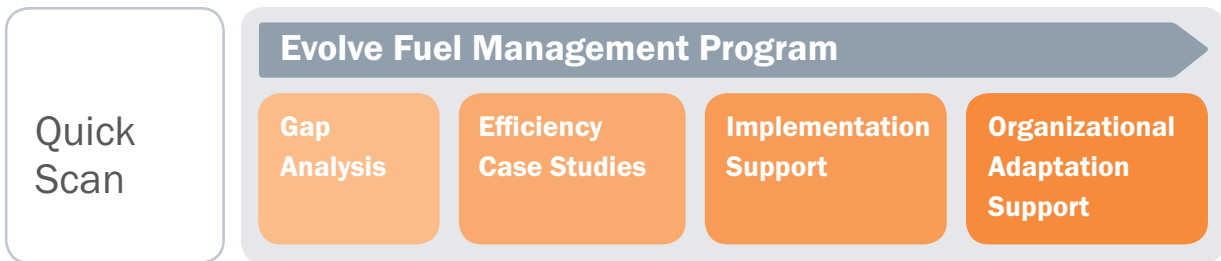 Quick
Scan
Evolve Fuel Management Program
Gap
Analysis
Efficiency
Case Studies
Implementation
Support
Organizational
Adaptation
Support